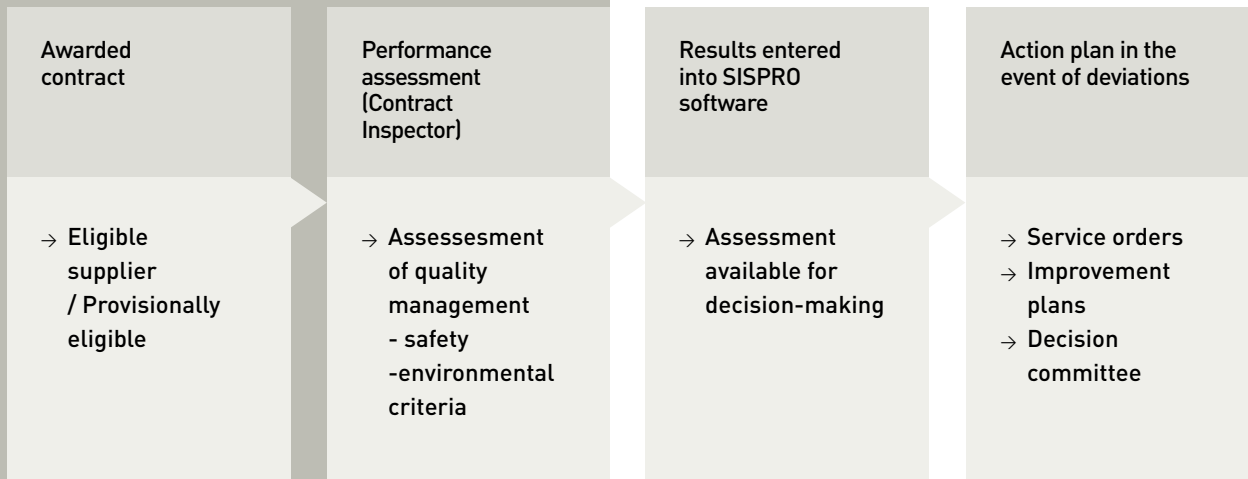 Awarded
contract
→ Eligible
supplier
/ Provisionally
eligible
Performance
assessment
(Contract
Inspector)
→ Assessesment
of quality
management
- safety
-environmental
criteria
Results entered
into SISPRO
software
→ Assessment
available for
decision-making
Action plan in the
event of deviations
→ Service orders
→ Improvement
plans
→ Decision
committee